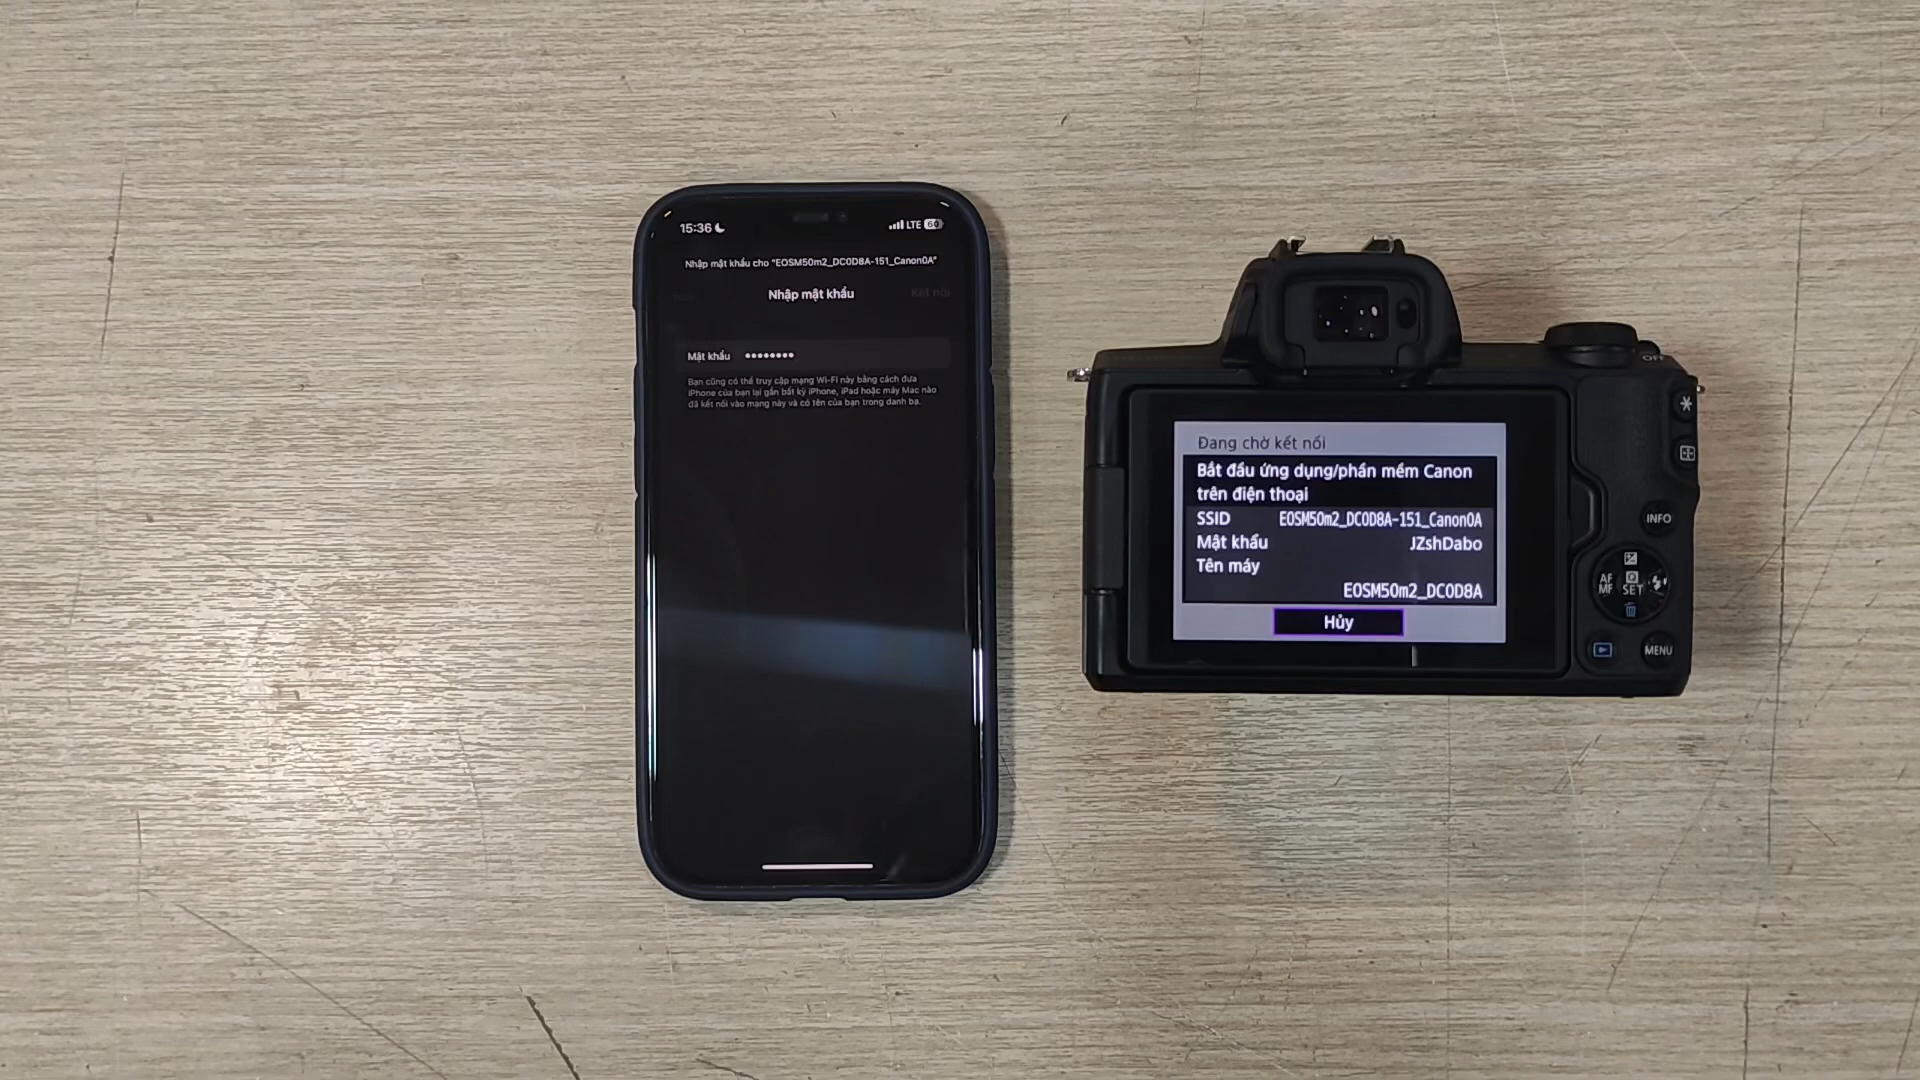 15:36
LTE 60
Nhập mật khẩu cho "EOSM50m2_DC0D8A-151_Canon0A"
Nhập mật khẩu
Kết nối
Mật khẩu ••••••••
Bạn cũng có thể truy cập mạng Wi-Fi này bằng cách đưa
iPhone của bạn lại gần bất kỳ iPhone, iPad hoặc máy Mac nào
đã kết nối vào mạng này và có tên của bạn trong danh bạ.
OFF
Đang chờ kết nối
Bắt đầu ứng dụng/phần mềm Canon
trên điện thoại
SSID EOSM50m2_DC0D8A-151_Canon0A
Mật khẩu JZshDabo
Tên máy
EOSM50m2_DC0D8A
Hủy
INFO
AF
MF
SET
MENU